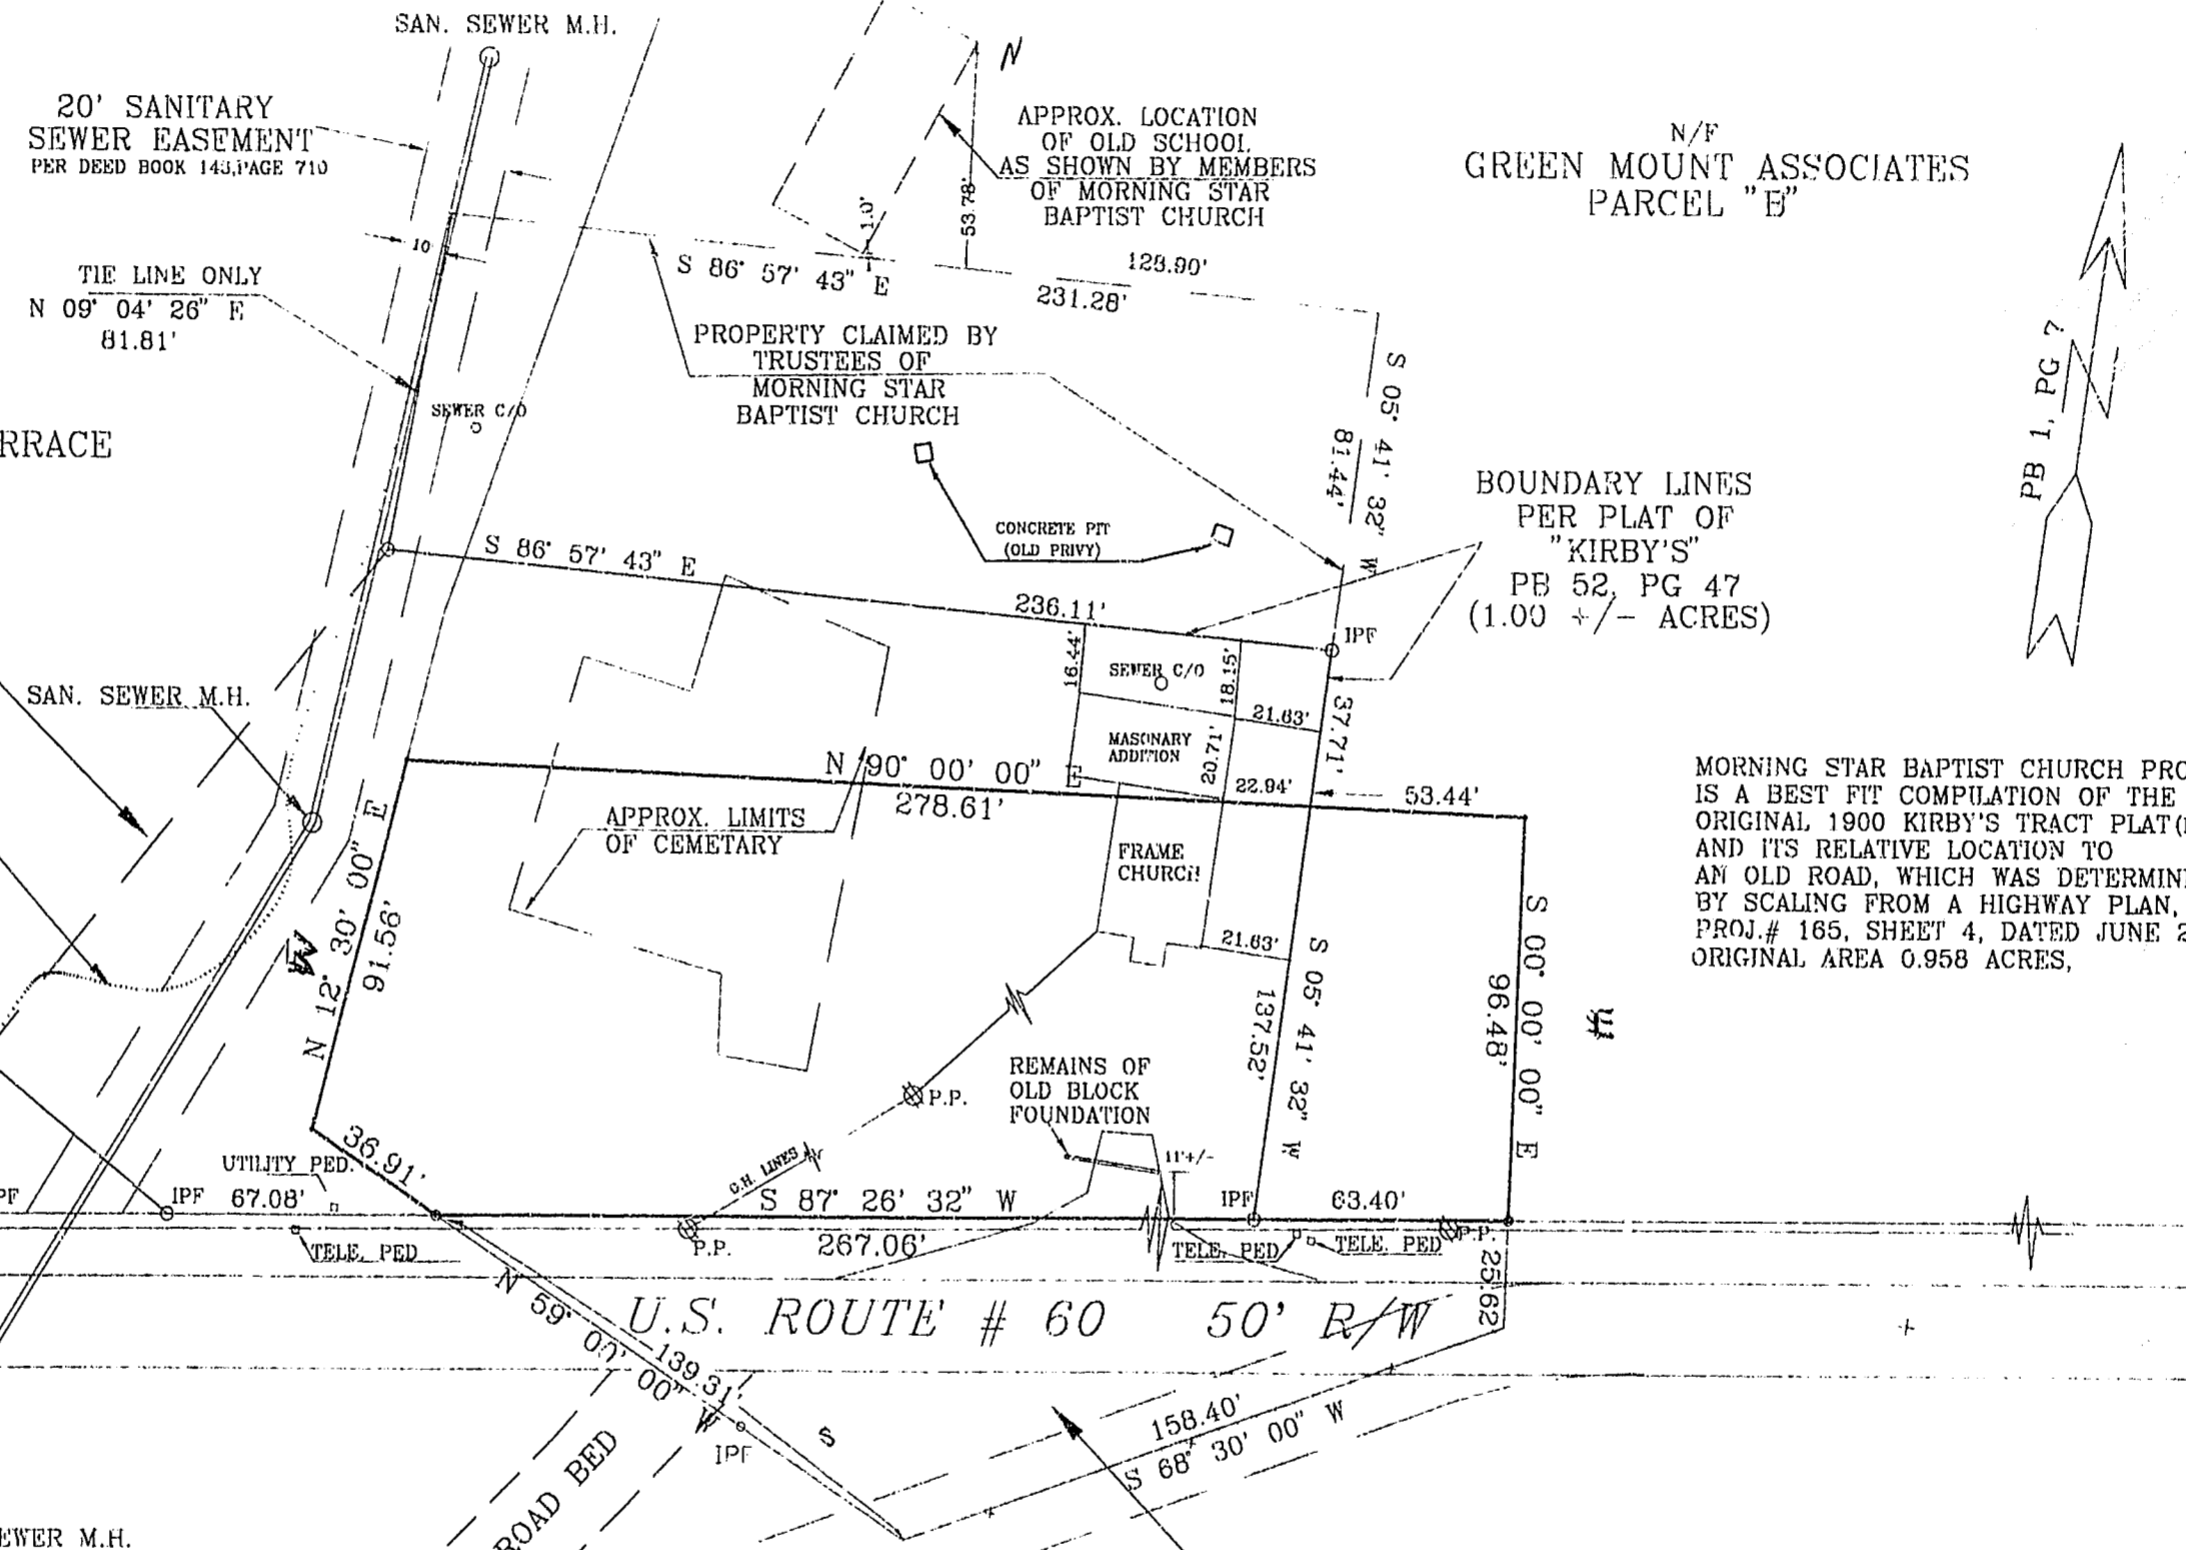 SAN. SEWER M.H.
20' SANITARY
SEWER EASEMENT
PER DEED BOOK 143,PAGE 710
N
APPROX. LOCATION
OF OLD SCHOOL
AS SHOWN BY MEMBERS
OF MORNING STAR
BAPTIST CHURCH
N/F
GREEN MOUNT ASSOCIATES
PARCEL "B"
1.0'
53.78'
10
S 86° 57' 43" E
128.90'
231.28'
TIE LINE ONLY
N 09° 04' 26" E
81.81'
PROPERTY CLAIMED BY
TRUSTEES OF
MORNING STAR
BAPTIST CHURCH
S 05° 41' 32" W
81.44'
PB 1, PG 7
SEWER C/O
RRACE
CONCRETE PIT
(OLD PRIVY)
BOUNDARY LINES
PER PLAT OF
"KIRBY'S"
PB 52, PG 47
(1.00 +/- ACRES)
S 86° 57' 43" E
236.11'
IPF
16.44'
SEWER C/O
18.15'
21.63'
37.71'
SAN. SEWER M.H.
MASONARY
ADDITION
20.71'
N 90° 00' 00" E
278.61'
22.94'
53.44'
APPROX. LIMITS
OF CEMETARY
FRAME
CHURCH
MORNING STAR BAPTIST CHURCH PRO
IS A BEST FIT COMPILATION OF THE
ORIGINAL 1900 KIRBY'S TRACT PLAT(
AND ITS RELATIVE LOCATION TO
AN OLD ROAD, WHICH WAS DETERMIN
BY SCALING FROM A HIGHWAY PLAN,
PROJ.# 165, SHEET 4, DATED JUNE 2
ORIGINAL AREA 0.958 ACRES,
N 12° 30' 00" E
91.56'
21.63'
S 05° 41' 32" W
137.52'
S 00° 00' 00" E
96.48'
REMAINS OF
OLD BLOCK
FOUNDATION
P.P.
36.91'
UTILITY PED.
O.H. LINES
11'+/-
PF
IPF
67.08'
S 87° 26' 32" W
267.06'
IPF
63.40'
TELE. PED
P.P.
TELE. PED
TELE. PED
P.P.
25.62'
U.S. ROUTE # 60 50' R/W
N 59° 00' 00" W
139.31'
IPF
S
158.40'
S 68° 30' 00" W
ROAD BED
EWER M.H.